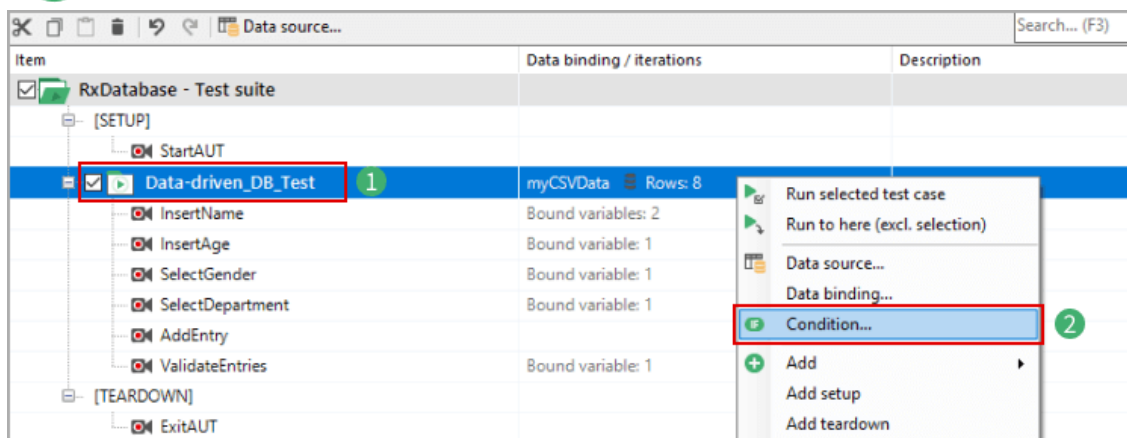 Data source... Search... (F3)
Item Data binding / iterations Description
RxDatabase - Test suite
[SETUP]
StartAUT
Data-driven_DB_Test 1 myCSVData Rows: 8
Run selected test case
InsertName Bound variables: 2
Run to here (excl. selection)
InsertAge Bound variable: 1
SelectGender Bound variable: 1 Data source...
Data binding...
SelectDepartment Bound variable: 1
IF Condition... 2
AddEntry
ValidateEntries Bound variable: 1 Add
[TEARDOWN] Add setup
ExitAUT Add teardown